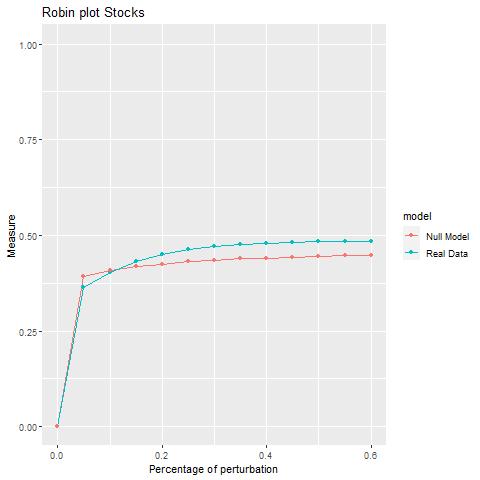 Robin plot Stocks
1.00
0.75
0.50
0.25
0.00
Measure
0.0 0.2 0.4 0.6
Percentage of perturbation
model
Null Model
Real Data